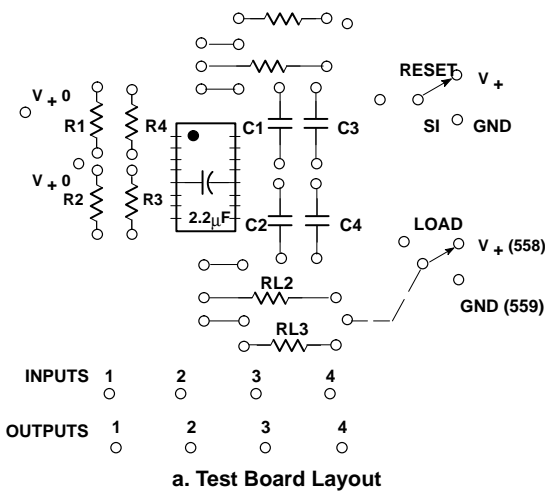 RESET
V +
V + 0
R1
R4
C1
C3
SI
GND
V + 0
R2
R3
2.2µF
C2
C4
LOAD
V + (558)
RL2
GND (559)
RL3
INPUTS 1 2 3 4
OUTPUTS 1 2 3 4
a. Test Board Layout